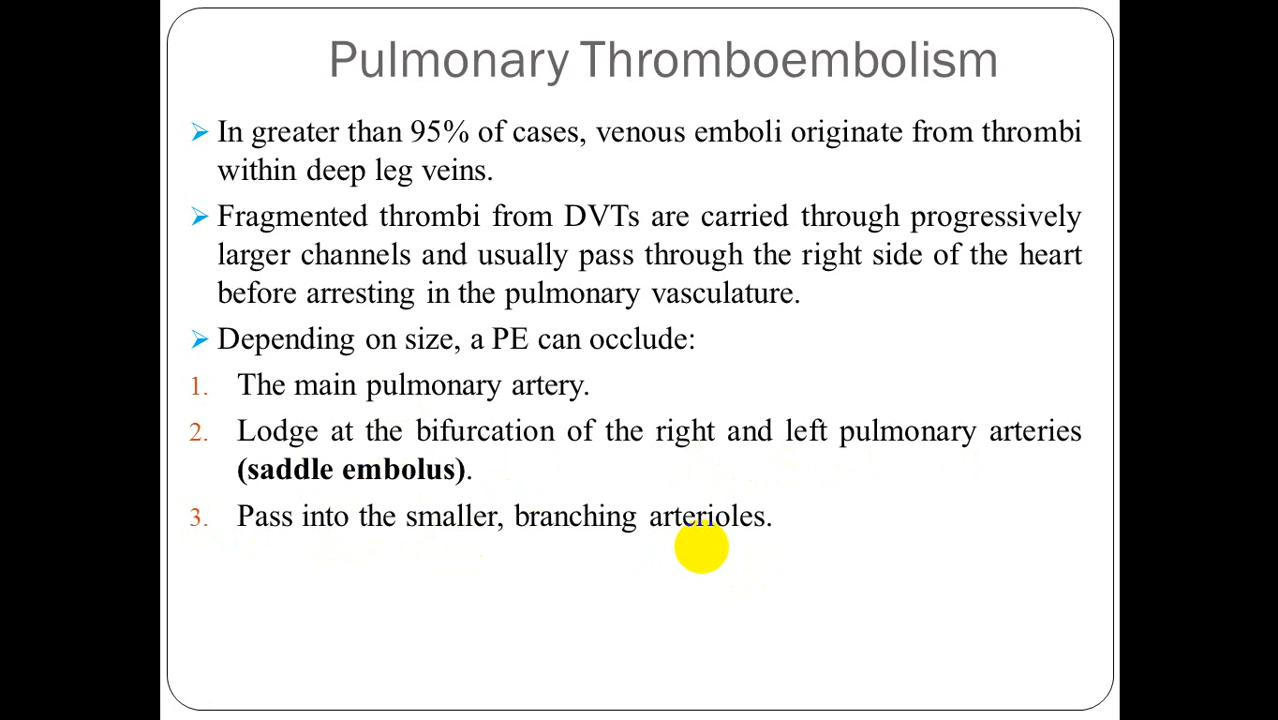 Pulmonary Thromboembolism
➢ In greater than 95% of cases, venous emboli originate from thrombi
within deep leg veins.
➢ Fragmented thrombi from DVTs are carried through progressively
larger channels and usually pass through the right side of the heart
before arresting in the pulmonary vasculature.
➢ Depending on size, a PE can occlude:
1. The main pulmonary artery.
2. Lodge at the bifurcation of the right and left pulmonary arteries
(saddle embolus).
3. Pass into the smaller, branching arterioles.